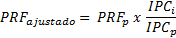 PRF_ajustado = PRF_p x IPC_i / IPC_p